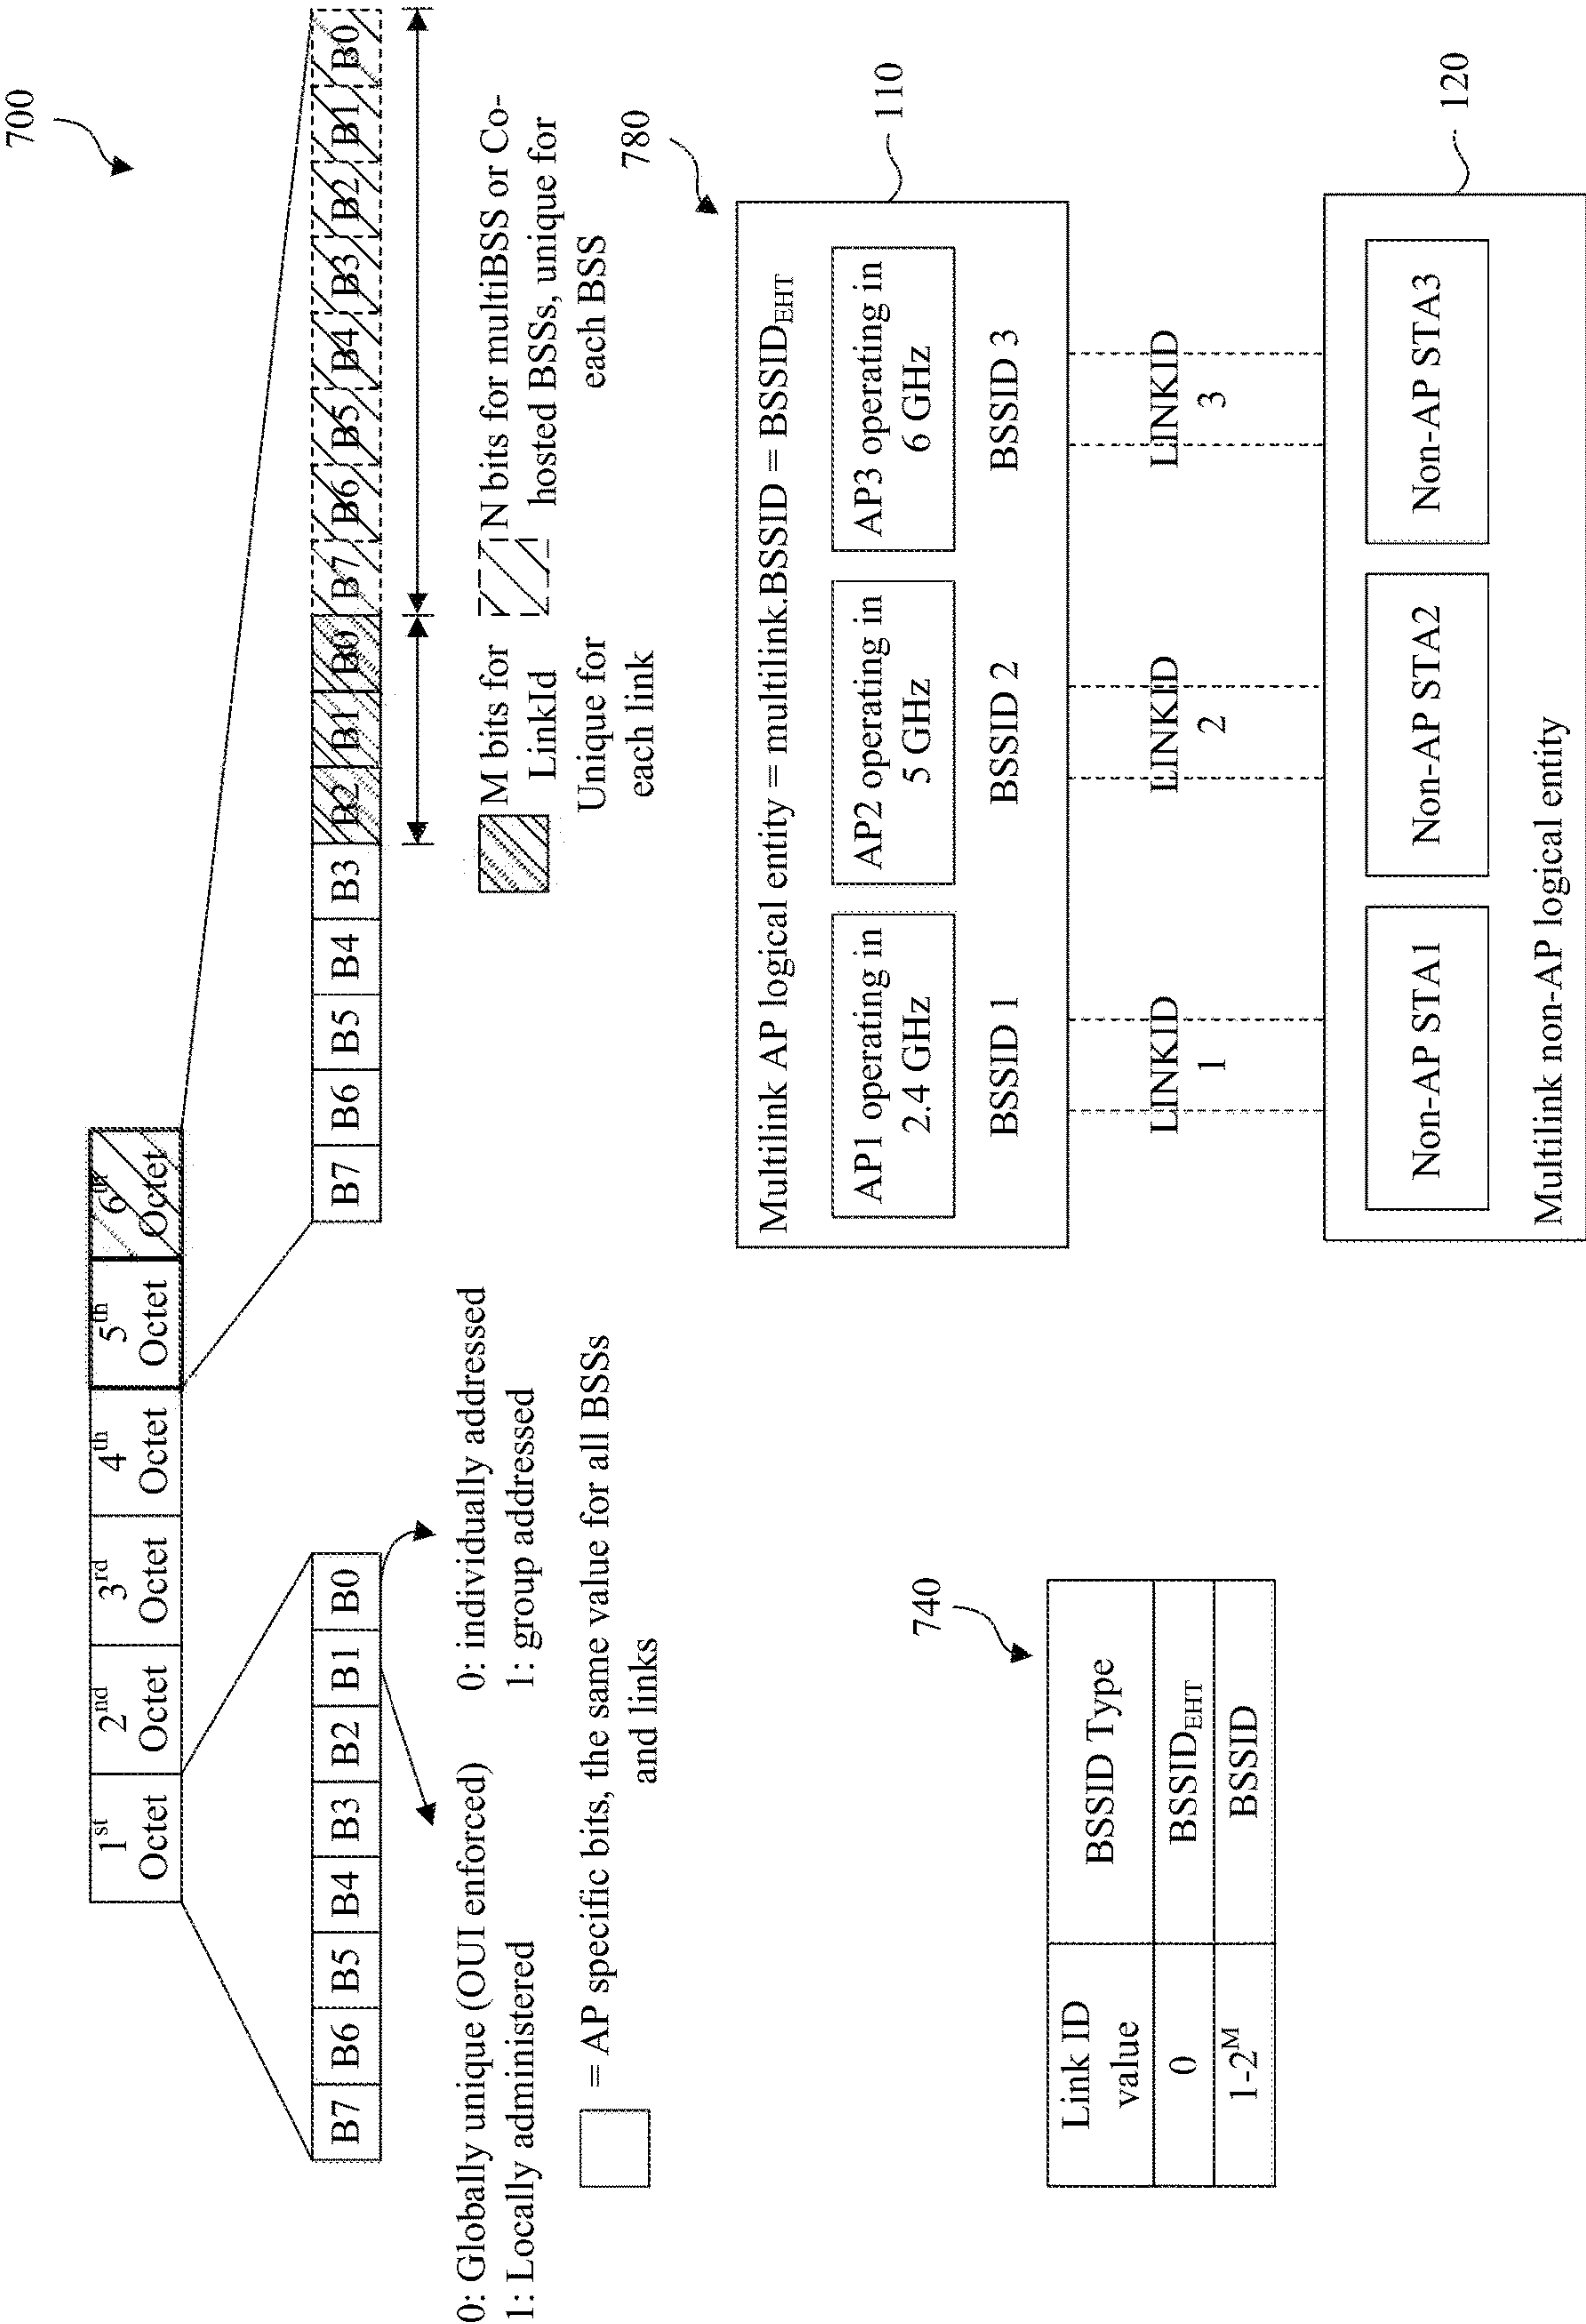 700
1st
Octet
2nd
Octet
3rd
Octet
4th
Octet
5th
Octet
6th
Octet
B7 B6 B5 B4 B3 B2 B1 B0
B7 B6 B5 B4 B3 B2 B1 B0 B7 B6 B5 B4 B3 B2 B1 B0
0: Globally unique (OUI enforced)
1: Locally administered
0: individually addressed
1: group addressed
= AP specific bits, the same value for all BSSs
and links
M bits for
LinkId
Unique for
each link
N bits for multiBSS or Co-
hosted BSSs, unique for
each BSS
740
Link ID
value
BSSID Type
0
BSSIDEHT
1-2M
BSSID
780
Multilink AP logical entity = multilink.BSSID = BSSIDEHT
AP1 operating in
2.4 GHz
AP2 operating in
5 GHz
AP3 operating in
6 GHz
BSSID 1
BSSID 2
BSSID 3
110
LINKID
1
LINKID
2
LINKID
3
Non-AP STA1
Non-AP STA2
Non-AP STA3
Multilink non-AP logical entity
120